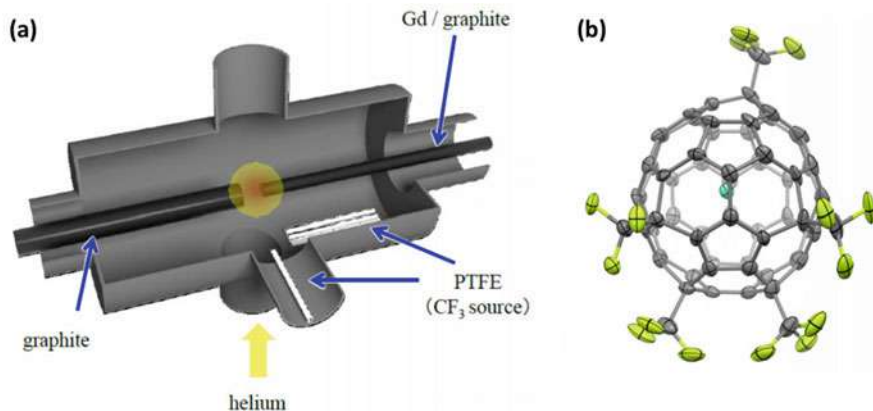 (a)
Gd / graphite
(b)
PTFE
(CF₃ source)
graphite
helium